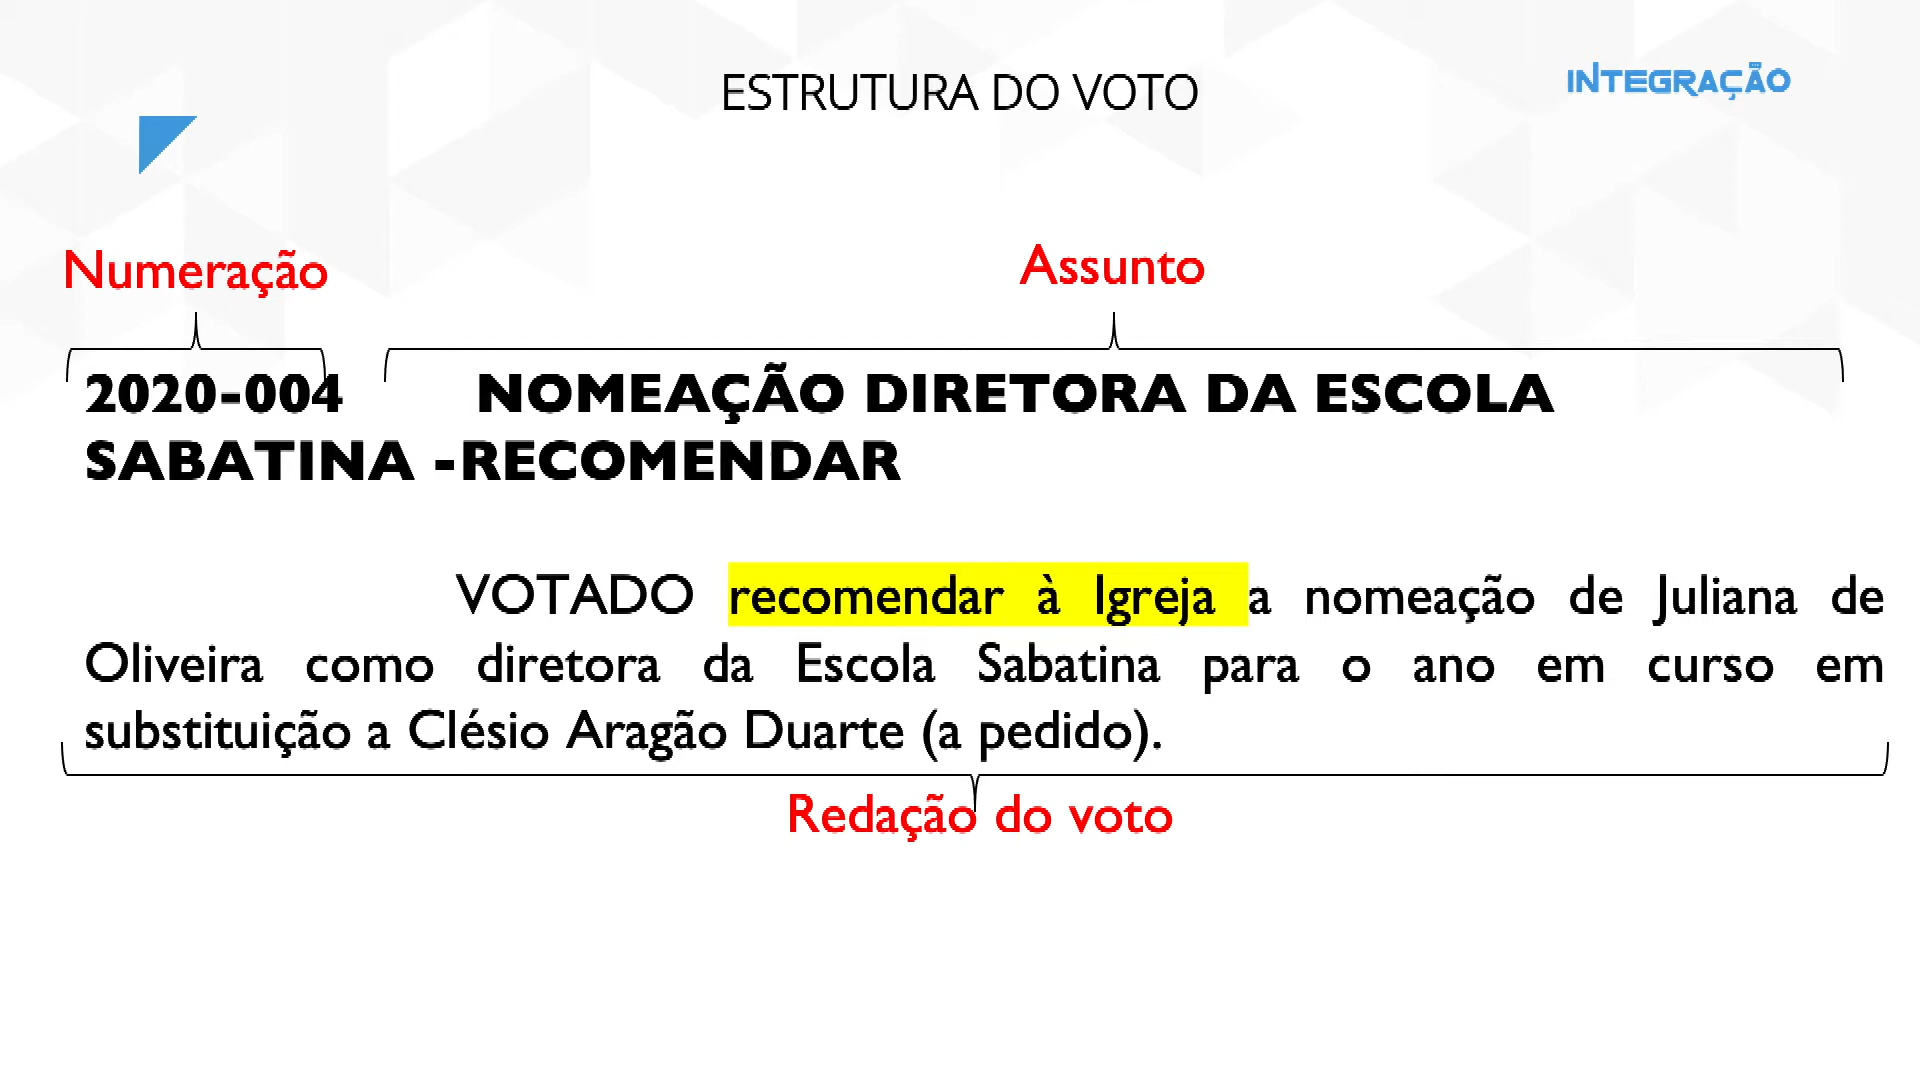 ESTRUTURA DO VOTO
INTEGRAÇÃO
Numeração
Assunto
2020-004 NOMEAÇÃO DIRETORA DA ESCOLA
SABATINA -RECOMENDAR
VOTADO recomendar à Igreja a nomeação de Juliana de
Oliveira como diretora da Escola Sabatina para o ano em curso em
substituição a Clésio Aragão Duarte (a pedido).
Redação do voto